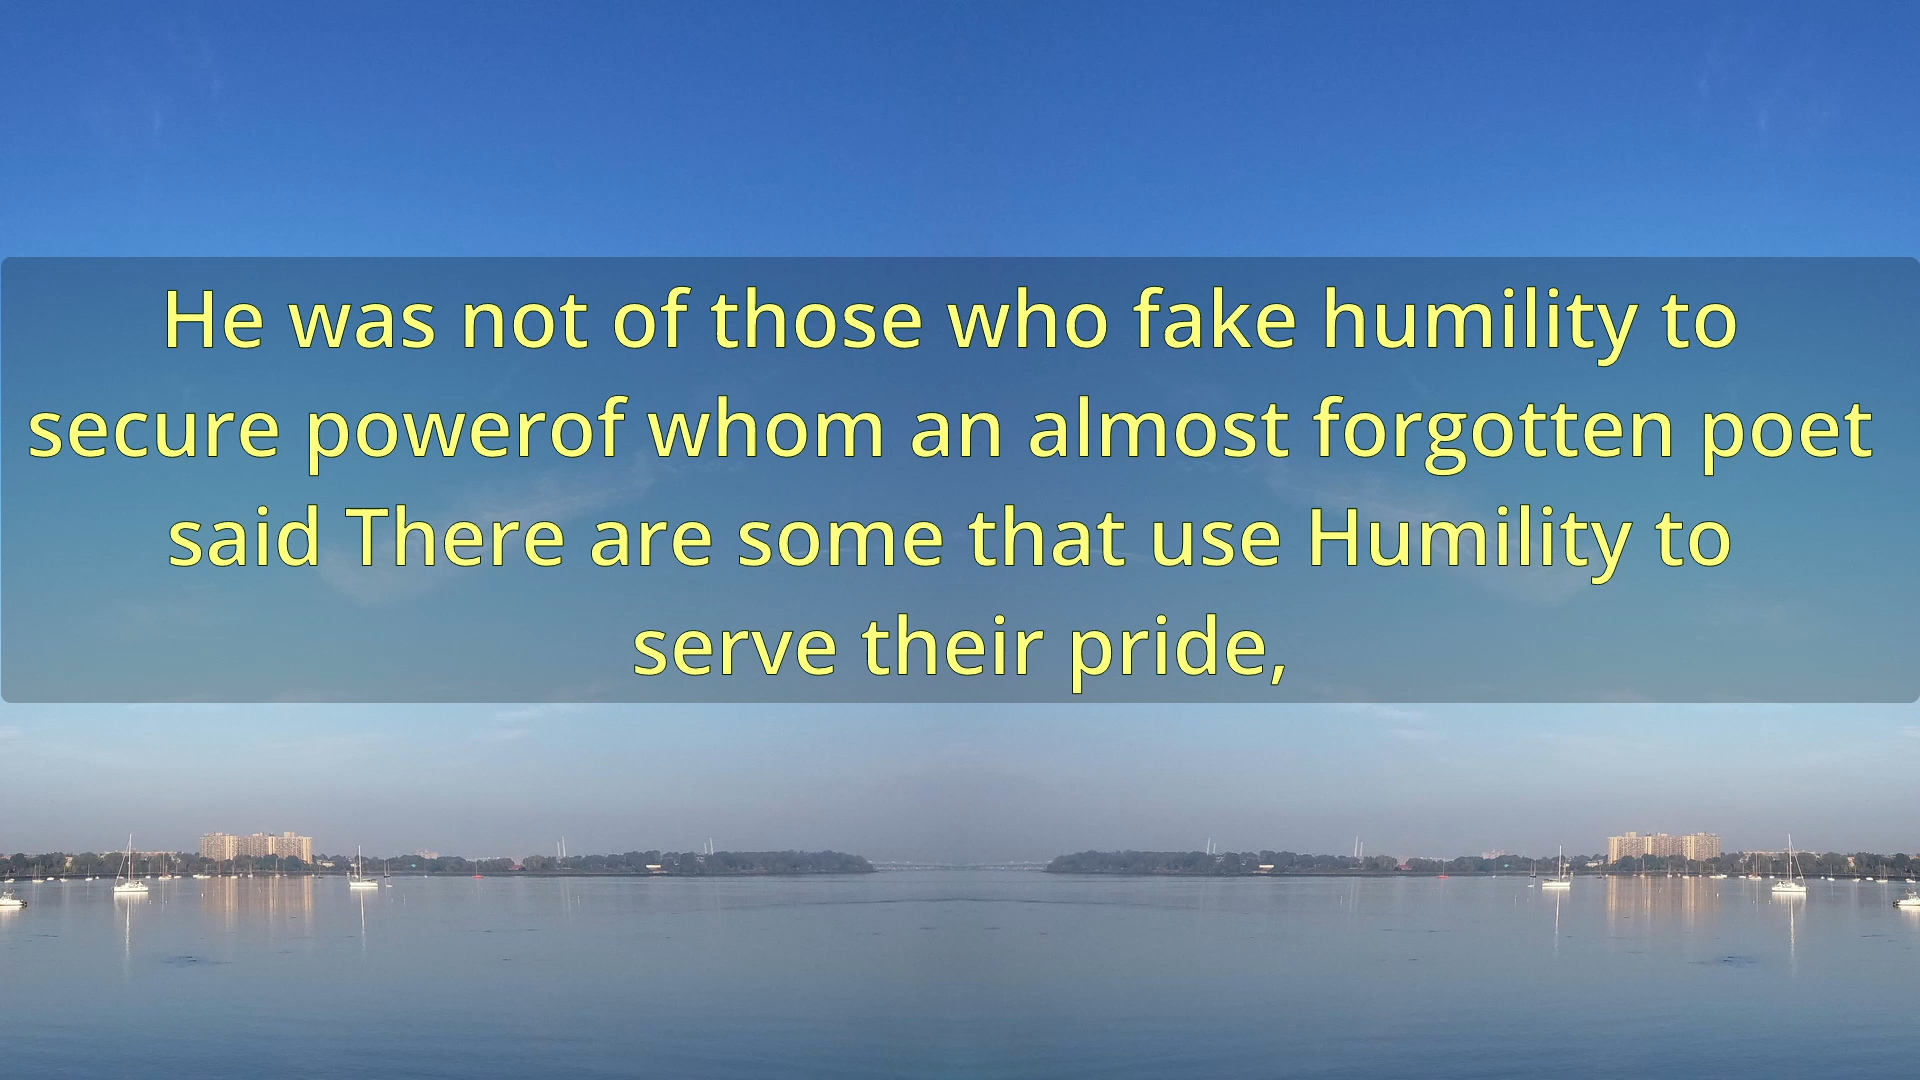 He was not of those who fake humility to
secure powerof whom an almost forgotten poet
said There are some that use Humility to
serve their pride,